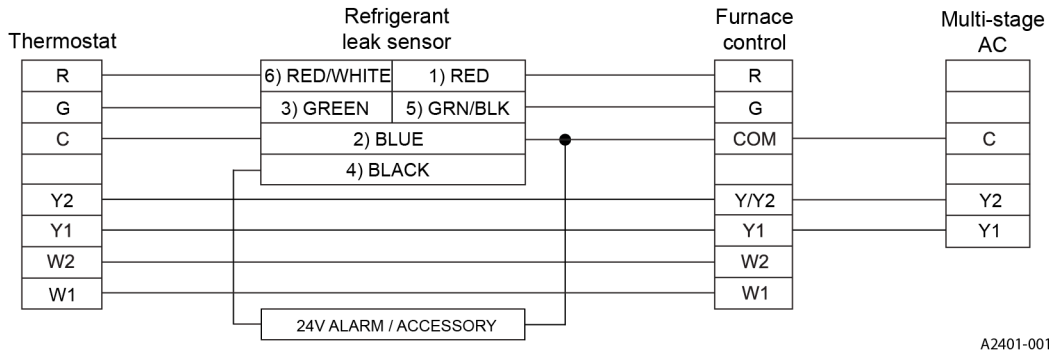 Thermostat
Refrigerant
leak sensor
Furnace
control
Multi-stage
AC
R
6) RED/WHITE
1) RED
R
G
3) GREEN
5) GRN/BLK
G
C
2) BLUE
COM
C
4) BLACK
Y2
Y/Y2
Y2
Y1
Y1
Y1
W2
W2
W1
W1
24V ALARM / ACCESSORY
A2401-001